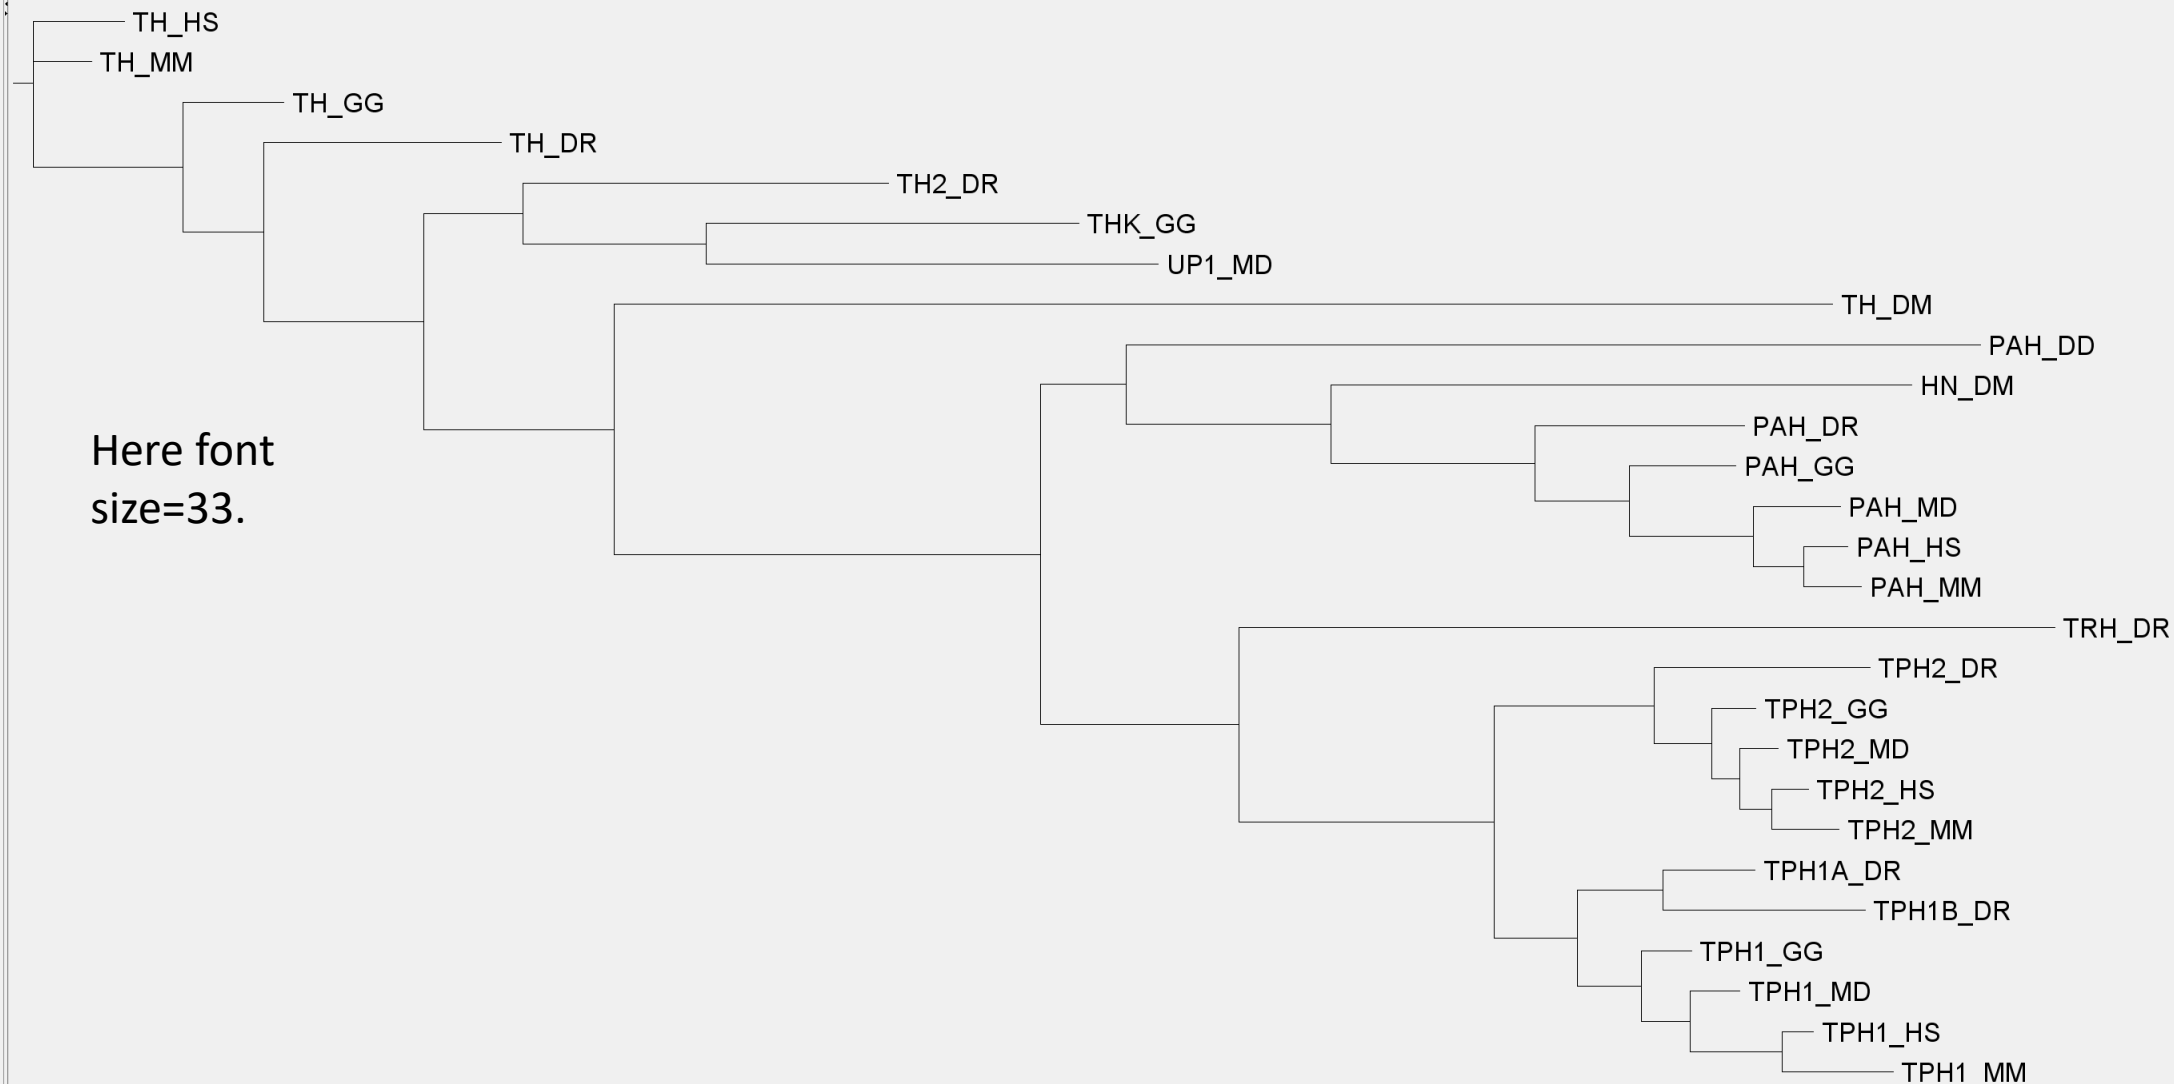 TH_HS
TH_MM
TH_GG
TH_DR
TH2_DR
THK_GG
UP1_MD
TH_DM
PAH_DD
HN_DM
PAH_DR
Here font
size=33.
PAH_GG
PAH_MD
PAH_HS
PAH_MM
TRH_DR
TPH2_DR
TPH2_GG
TPH2_MD
TPH2_HS
TPH2_MM
TPH1A_DR
TPH1B_DR
TPH1_GG
TPH1_MD
TPH1_HS
TPH1_MM